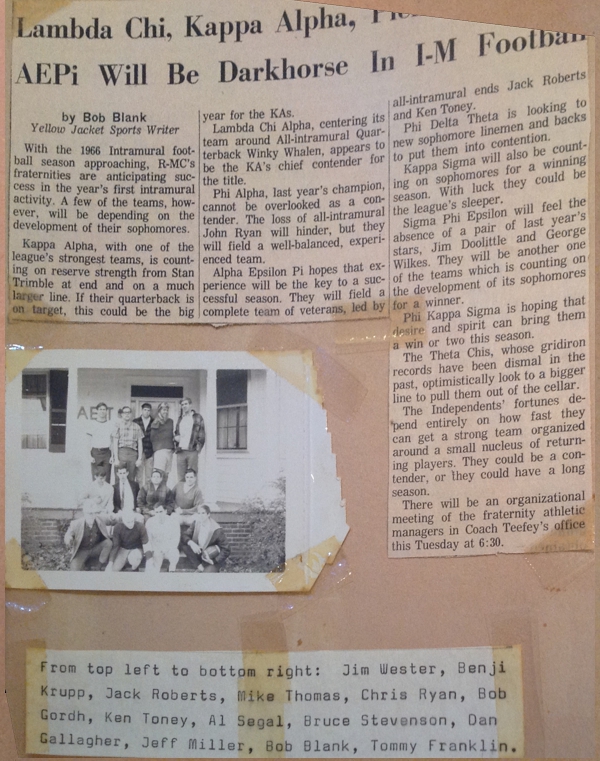 Lambda Chi, Kappa Alpha,
AEPi Will Be Darkhorse In I-M Football
by Bob Blank
Yellow Jacket Sports Writer
With the 1966 Intramural foot-
ball season approaching, R-MC's
fraternities are anticipating suc-
cess in the year's first intramural
activity. A few of the teams, how-
ever, will be depending on the
development of their sophomores.
Kappa Alpha, with one of the
league's strongest teams, is count-
ing on reserve strength from Stan
Trimble at end and on a much
larger line. If their quarterback is
on target, this could be the big
year for the KAs.
Lambda Chi Alpha, centering its
team around All-intramural Quar-
terback Winky Whalen, appears to
be the KA's chief contender for
the title.
Phi Alpha, last year's champion,
cannot be overlooked as a con-
tender. The loss of all-intramural
John Ryan will hinder, but they
will field a well-balanced, experi-
enced team.
Alpha Epsilon Pi hopes that ex-
perience will be the key to a suc-
cessful season. They will field a
complete team of veterans, led by
all-intramural ends Jack Roberts
and Ken Toney.
Phi Delta Theta is looking to
new sophomore linemen and backs
to put them into contention.
Kappa Sigma will also be count-
ing on sophomores for a winning
season. With luck they could be
the league's sleeper.
Sigma Phi Epsilon will feel the
absence of a pair of last year's
stars, Jim Doolittle and George
Wilkes. They will be another one
of the teams which is counting on
the development of its sophomores
for a winner.
Phi Kappa Sigma is hoping that
desire and spirit can bring them
a win or two this season.
The Theta Chis, whose gridiron
records have been dismal in the
past, optimistically look to a bigger
line to pull them out of the cellar.
The Independents' fortunes de-
pend entirely on how fast they
can get a strong team organized
around a small nucleus of return-
ing players. They could be a con-
tender, or they could have a long
season.
There will be an organizational
meeting of the fraternity athletic
managers in Coach Teefey's office
this Tuesday at 6:30.
AE
From top left to bottom right: Jim Wester, Benji
Krupp, Jack Roberts, Mike Thomas, Chris Ryan, Bob
Gordh, Ken Toney, Al Segal, Bruce Stevenson, Dan
Gallagher, Jeff Miller, Bob Blank, Tommy Franklin.